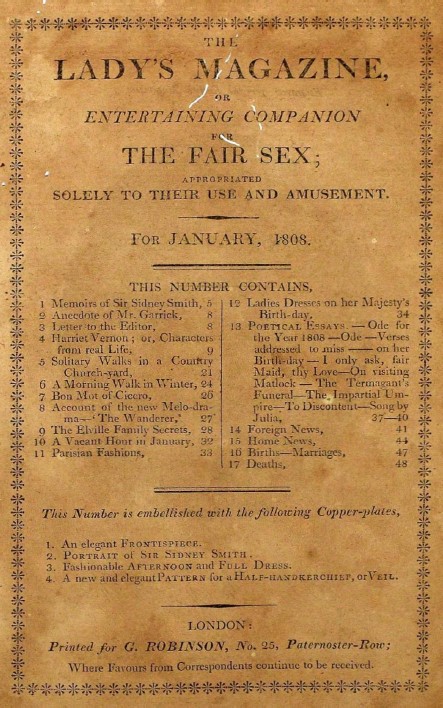 THE
LADY'S MAGAZINE,
OR
ENTERTAINING COMPANION
FOR
THE FAIR SEX;
APPROPRIATED
SOLELY TO THEIR USE AND AMUSEMENT.
FOR JANUARY, 1808.
THIS NUMBER CONTAINS,
1 Memoirs of Sir Sidney Smith, 5
2 Anecdote of Mr. Garrick, 8
3 Letter to the Editor, 8
4 Harriet Vernon; or, Characters
from real Life, 9
5 Solitary Walks in a Country
Church-yard, 21
6 A Morning Walk in Winter, 24
7 Bon Mot of Cicero, 26
8 Account of the new Melo-dra-
ma—'The Wanderer,' 27
9 The Elville Family Secrets, 28
10 A Vacant Hour in January, 32
11 Parisian Fashions, 33
12 Ladies Dresses on her Majesty's
Birth-day, 34
13 POETICAL ESSAYS.—Ode for
the Year 1808—Ode—Verses
addressed to miss —— on her
Birth-day—I only ask, fair
Maid, thy Love—On visiting
Matlock—The Termagant's
Funeral—The Impartial Um-
pire—To Discontent—Song by
Julia, 37—40
14 Foreign News, 41
15 Home News, 44
16 Births—Marriages, 47
17 Deaths, 48
This Number is embellished with the following Copper-plates,
1. An elegant FRONTISPIECE.
2. PORTRAIT OF SIR SIDNEY SMITH.
3. Fashionable AFTERNOON and FULL DRESS.
4. A new and elegant PATTERN for a HALF-HANDKERCHIEF, or VEIL.
LONDON:
Printed for G. ROBINSON, No. 25, Paternoster-Row;
Where Favours from Correspondents continue to be received.